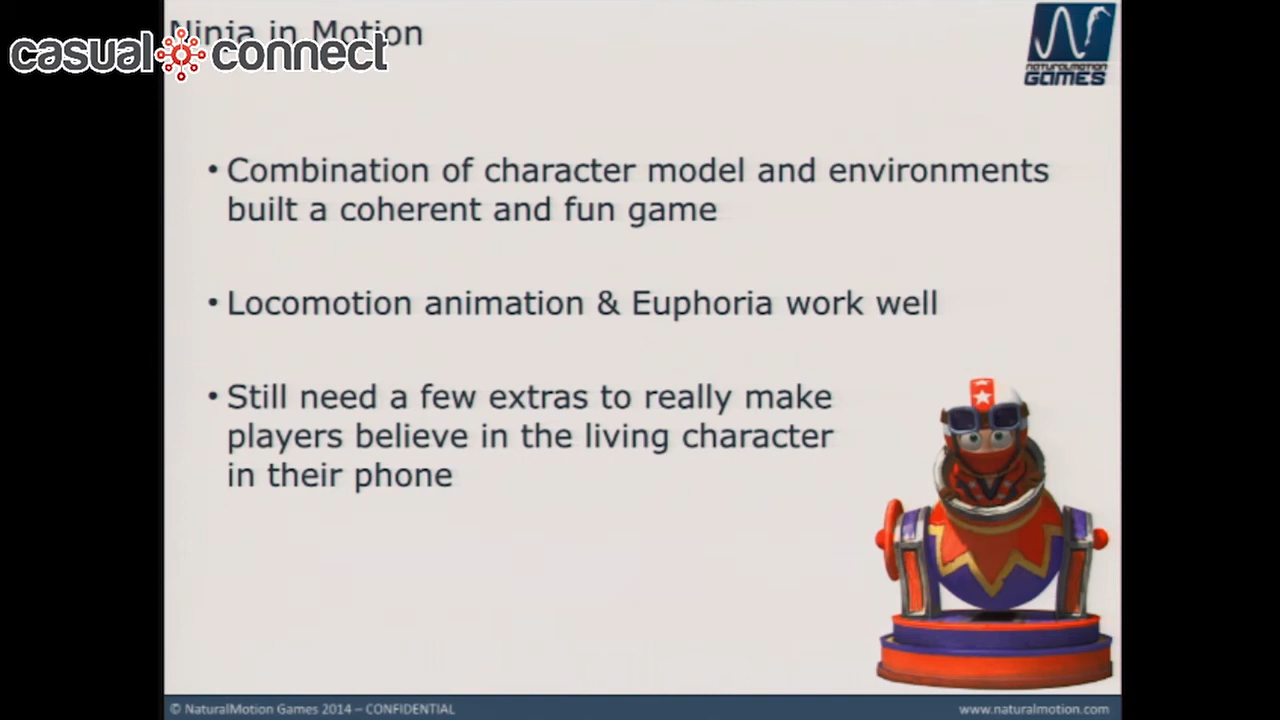 Ninja in Motion
casual connect
NATURALMOTION
GAMES
• Combination of character model and environments
built a coherent and fun game
• Locomotion animation & Euphoria work well
• Still need a few extras to really make
players believe in the living character
in their phone
© NaturalMotion Games 2014 – CONFIDENTIAL
www.naturalmotion.com